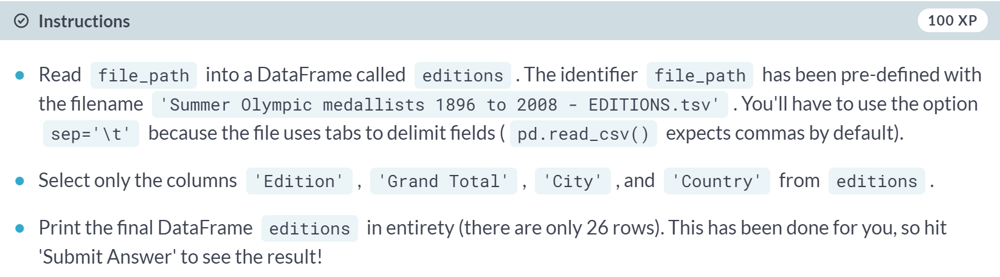 Instructions
100 XP
Read file_path into a DataFrame called editions . The identifier file_path has been pre-defined with
the filename 'Summer Olympic medallists 1896 to 2008 - EDITIONS.tsv' . You'll have to use the option
sep='\t' because the file uses tabs to delimit fields ( pd.read_csv() expects commas by default).
Select only the columns 'Edition' , 'Grand Total' , 'City' , and 'Country' from editions .
Print the final DataFrame editions in entirety (there are only 26 rows). This has been done for you, so hit
'Submit Answer' to see the result!